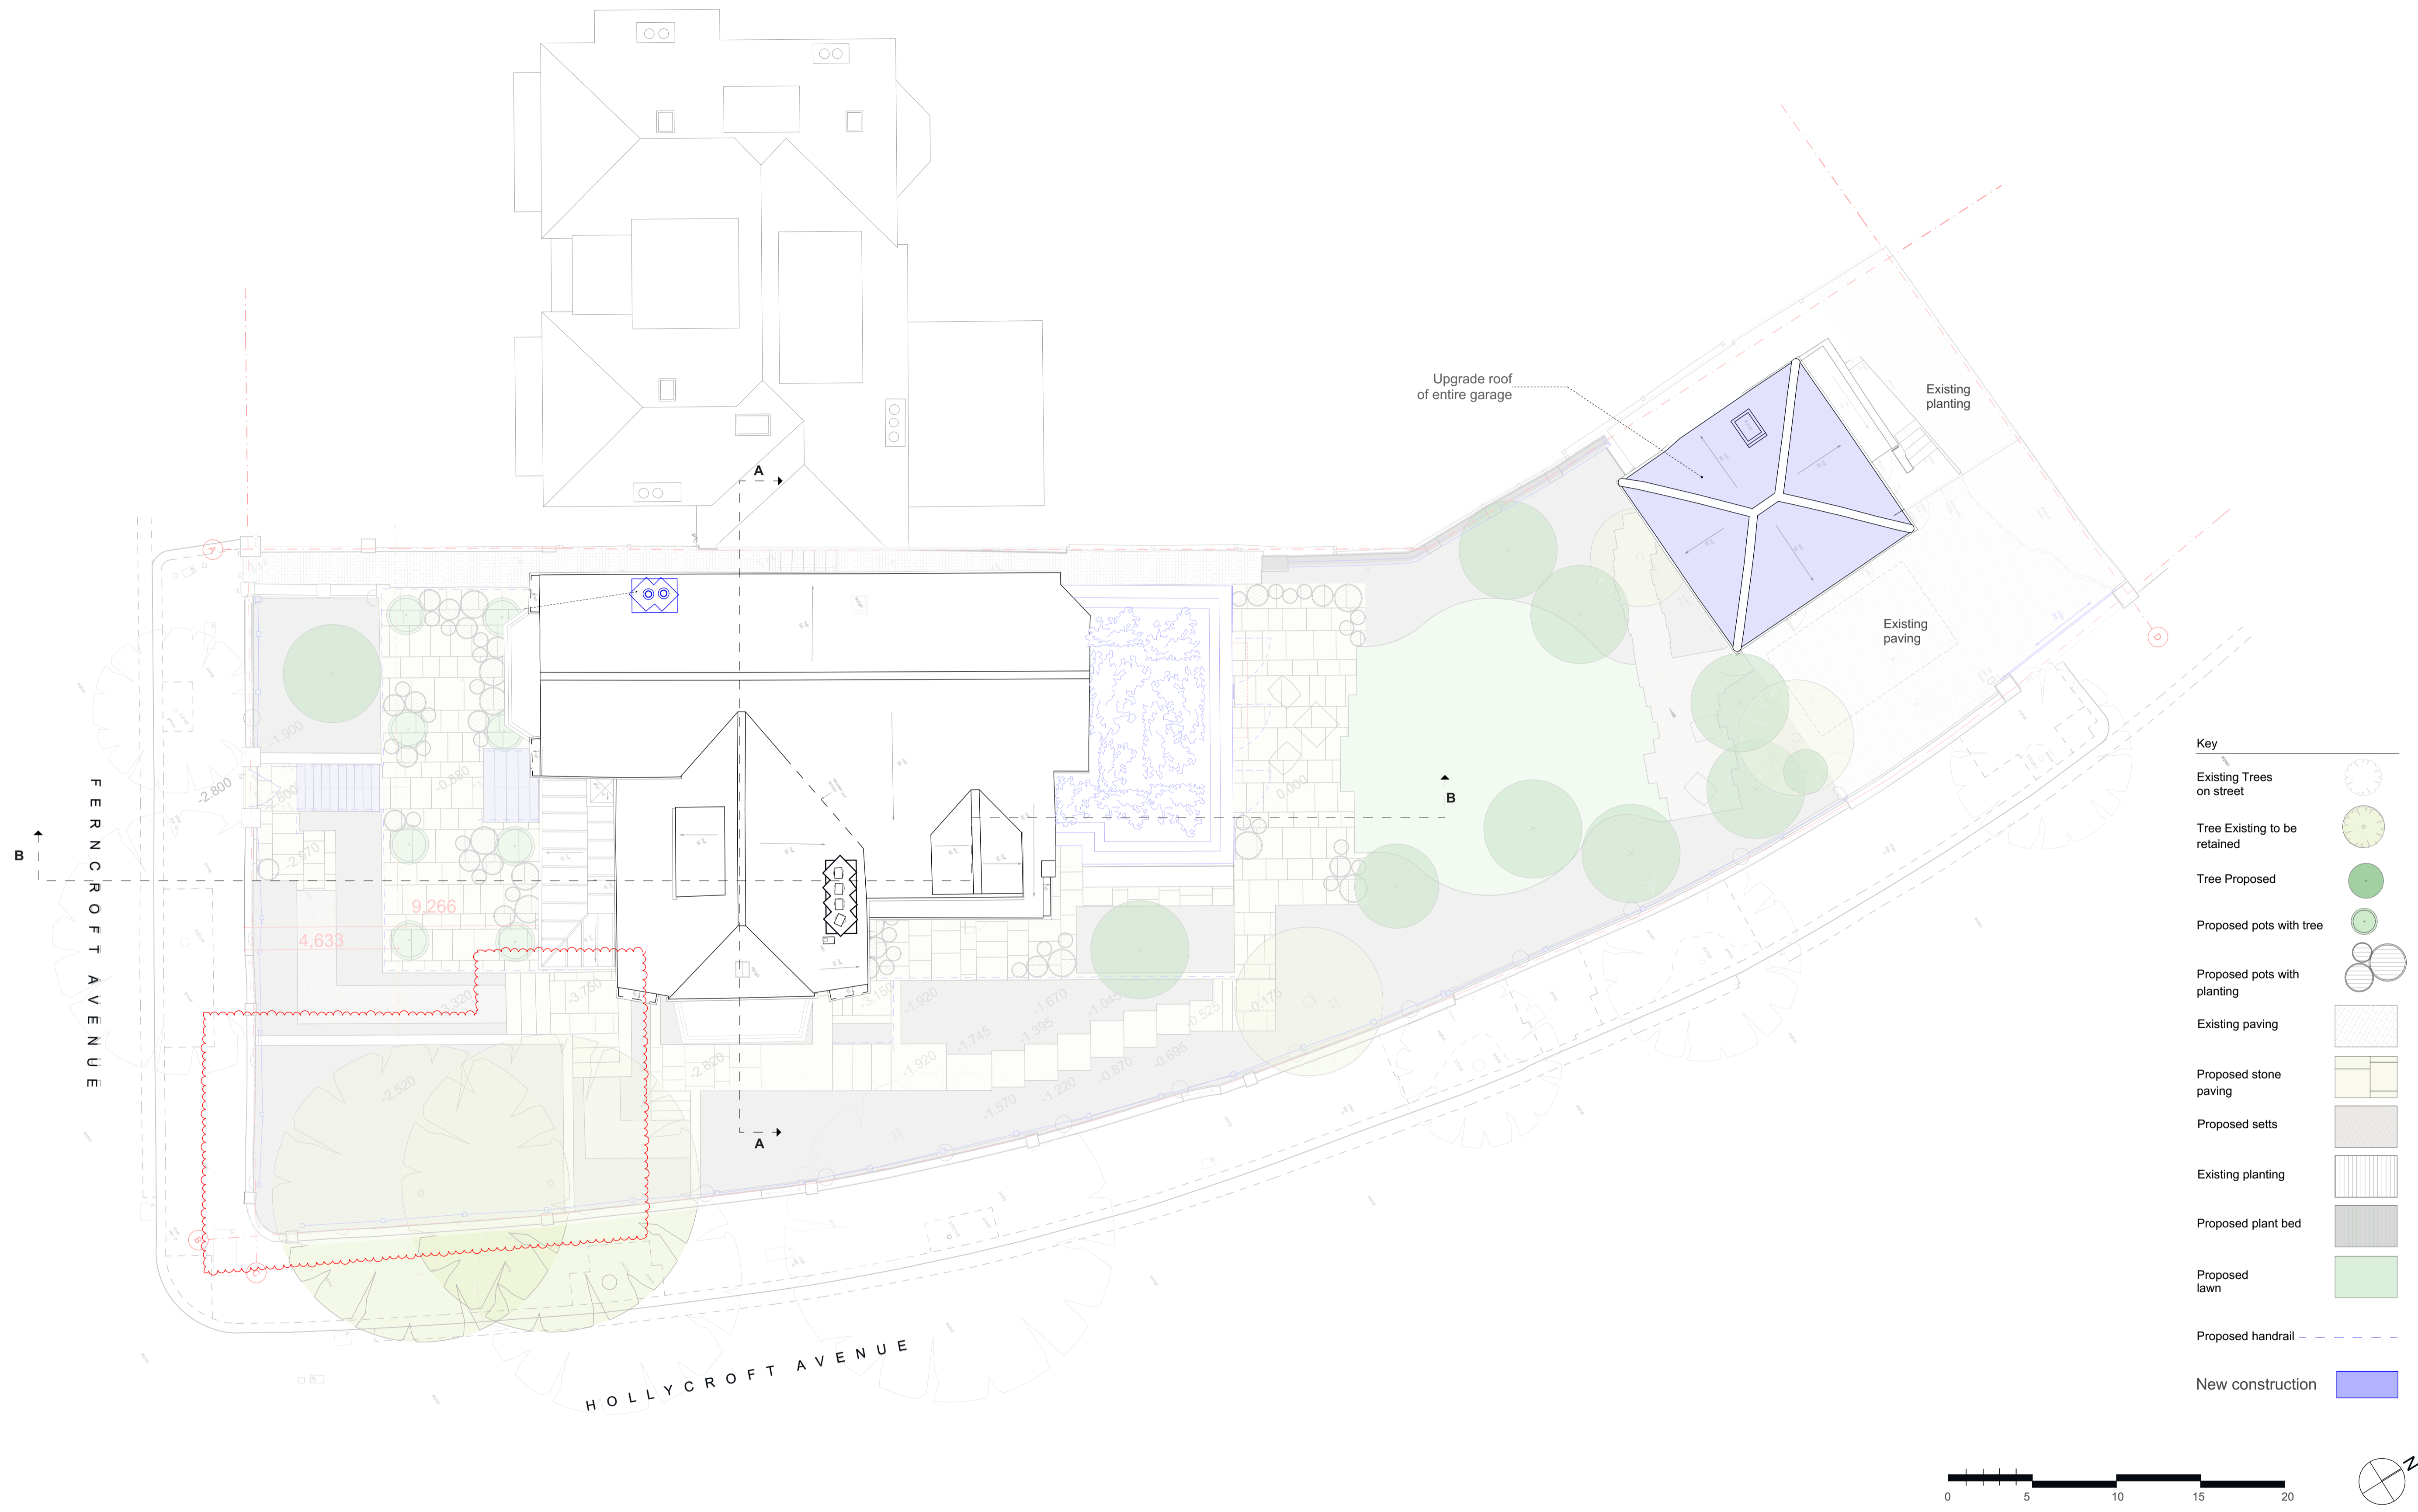 Upgrade roof
of entire garage
Existing
planting
Existing
paving
A
A
B
B
A
B
C
D
-1.900
-2.800
-2.800
-0.880
-2.970
9.266
4,633
-3.320
-3.750
-2.520
-2.620
-3.150
-1.920
-1.745
-1.920
-1.670
-1.395
-1.045
-0.525
-0.175
-0.695
-0.870
-1.220
-1.570
0.000
FERNCROFT AVENUE
HOLLYCROFT AVENUE
Key
Existing Trees
on street
Tree Existing to be
retained
Tree Proposed
Proposed pots with tree
Proposed pots with
planting
Existing paving
Proposed stone
paving
Proposed setts
Existing planting
Proposed plant bed
Proposed
lawn
Proposed handrail
New construction
0 5 10 15 20
N